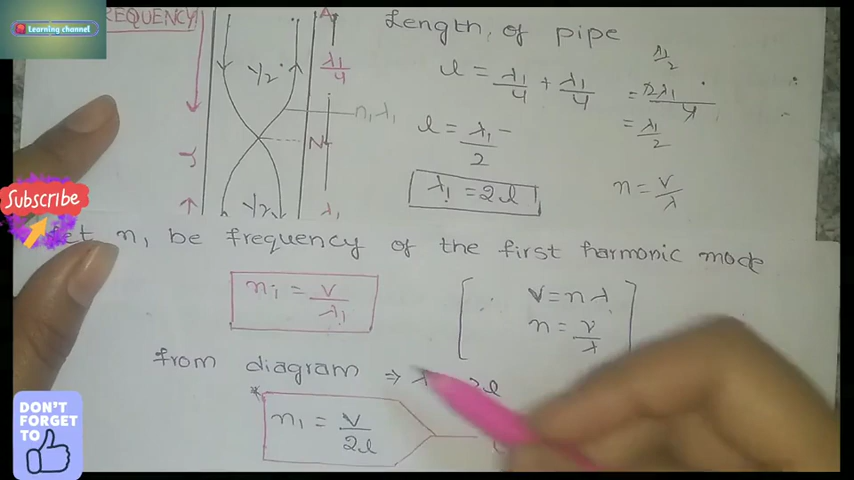 Learning channel
FREQUENCY
Length, of pipe
A
λ1/4
Y/2
n1 λ1
N
Y/2
λ1
l = λ1/4 + λ1/4
λ1/2
= 2λ1/4
= λ1/2
l = λ1/2
λ1 = 2l
n = v/λ
Subscribe
Let n1 be frequency of the first harmonic mode
n1 = v/λ1
∴ v = n λ
n = v/λ
from diagram ⇒ λ 2l
* n1 = v/2l
DON'T
FORGET
TO